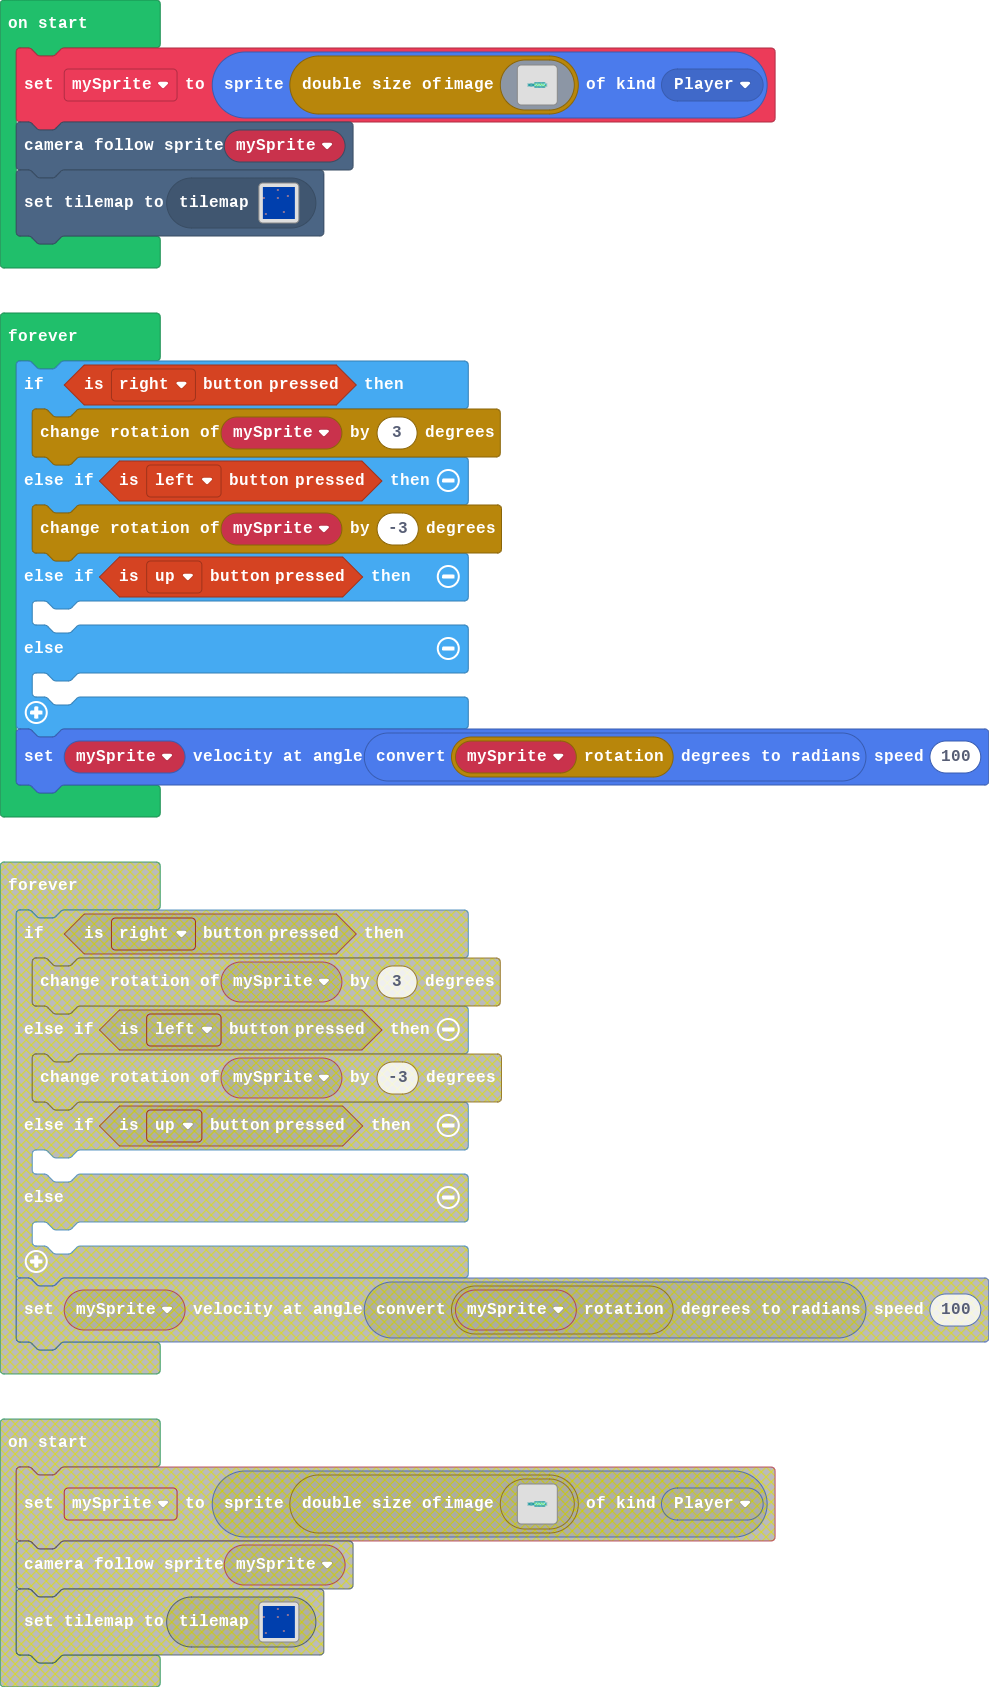 on start
set mySprite to sprite double size of image of kind Player
camera follow sprite mySprite
set tilemap to tilemap
forever
if is right button pressed then
change rotation of mySprite by 3 degrees
else if is left button pressed then
change rotation of mySprite by -3 degrees
else if is up button pressed then
else
set mySprite velocity at angle convert mySprite rotation degrees to radians speed 100
forever
if is right button pressed then
change rotation of mySprite by 3 degrees
else if is left button pressed then
change rotation of mySprite by -3 degrees
else if is up button pressed then
else
set mySprite velocity at angle convert mySprite rotation degrees to radians speed 100
on start
set mySprite to sprite double size of image of kind Player
camera follow sprite mySprite
set tilemap to tilemap